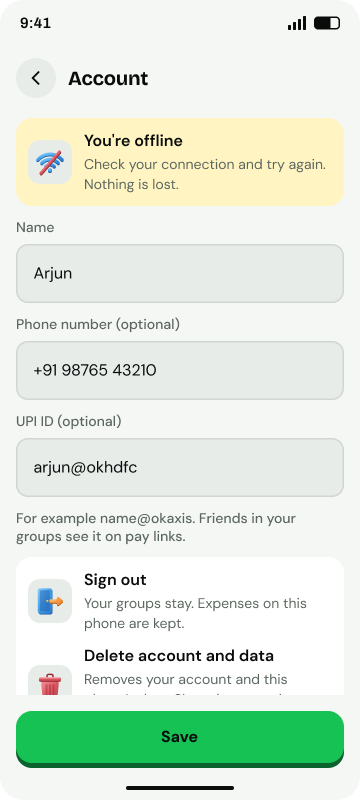 9:41
Account
You're offline
Check your connection and try again.
Nothing is lost.
Name
Arjun
Phone number (optional)
+91 98765 43210
UPI ID (optional)
arjun@okhdfc
For example name@okaxis. Friends in your
groups see it on pay links.
Sign out
Your groups stay. Expenses on this
phone are kept.
Delete account and data
Removes your account and this
Save